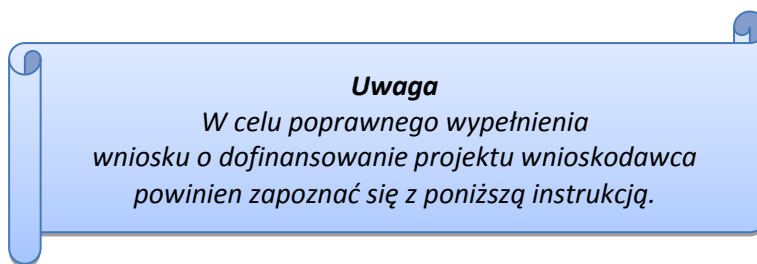 Uwaga
W celu poprawnego wypełnienia
wniosku o dofinansowanie projektu wnioskodawca
powinien zapoznać się z poniższą instrukcją.